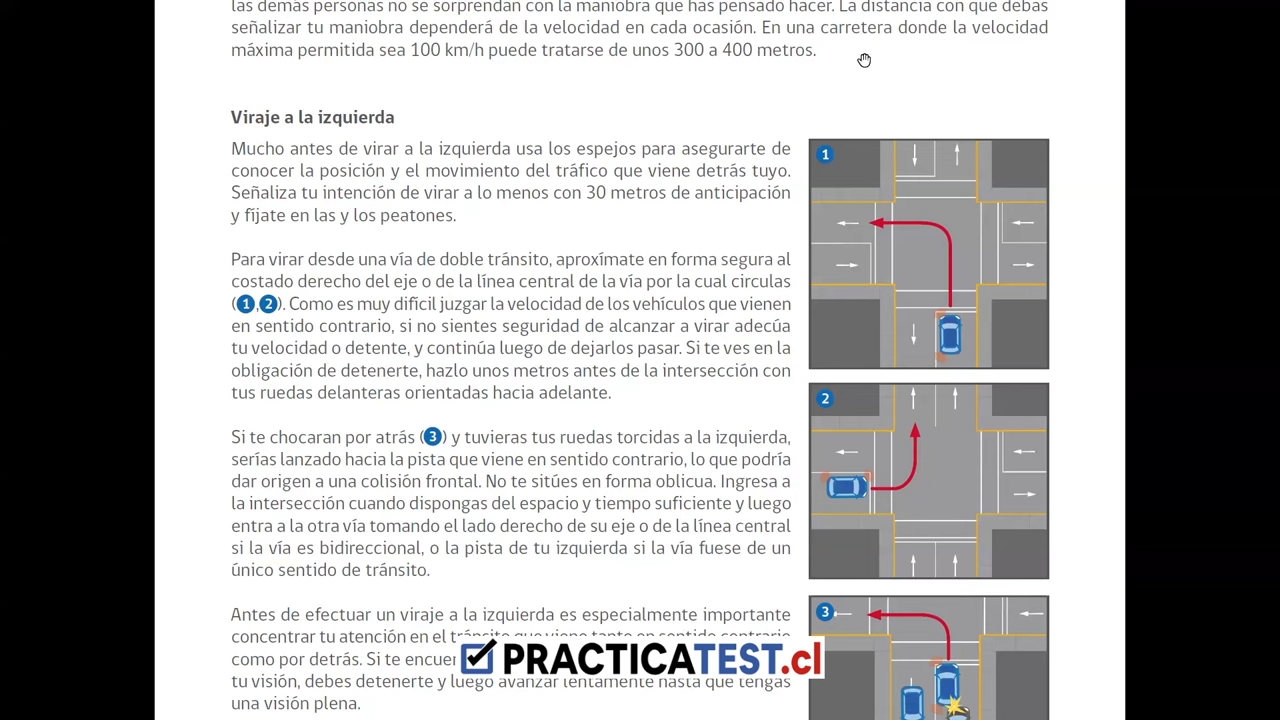 las demás personas no se sorprendan con la maniobra que has pensado hacer. La distancia con que debas
señalizar tu maniobra dependerá de la velocidad en cada ocasión. En una carretera donde la velocidad
máxima permitida sea 100 km/h puede tratarse de unos 300 a 400 metros.
Viraje a la izquierda
Mucho antes de virar a la izquierda usa los espejos para asegurarte de
conocer la posición y el movimiento del tráfico que viene detrás tuyo.
Señaliza tu intención de virar a lo menos con 30 metros de anticipación
y fíjate en las y los peatones.
Para virar desde una vía de doble tránsito, aproxímate en forma segura al
costado derecho del eje o de la línea central de la vía por la cual circulas
(1,2). Como es muy difícil juzgar la velocidad de los vehículos que vienen
en sentido contrario, si no sientes seguridad de alcanzar a virar adecúa
tu velocidad o detente, y continúa luego de dejarlos pasar. Si te ves en la
obligación de detenerte, hazlo unos metros antes de la intersección con
tus ruedas delanteras orientadas hacia adelante.
Si te chocaran por atrás (3) y tuvieras tus ruedas torcidas a la izquierda,
serías lanzado hacia la pista que viene en sentido contrario, lo que podría
dar origen a una colisión frontal. No te sitúes en forma oblicua. Ingresa a
la intersección cuando dispongas del espacio y tiempo suficiente y luego
entra a la otra vía tomando el lado derecho de su eje o de la línea central
si la vía es bidireccional, o la pista de tu izquierda si la vía fuese de un
único sentido de tránsito.
Antes de efectuar un viraje a la izquierda es especialmente importante
concentrar tu atención en el tránsito que viene tanto en sentido contrario
como por detrás. Si te encue
tu visión, debes detenerte y luego avanzar lentamente hasta que tengas
una visión plena.
1
2
3
PRACTICATEST.cl